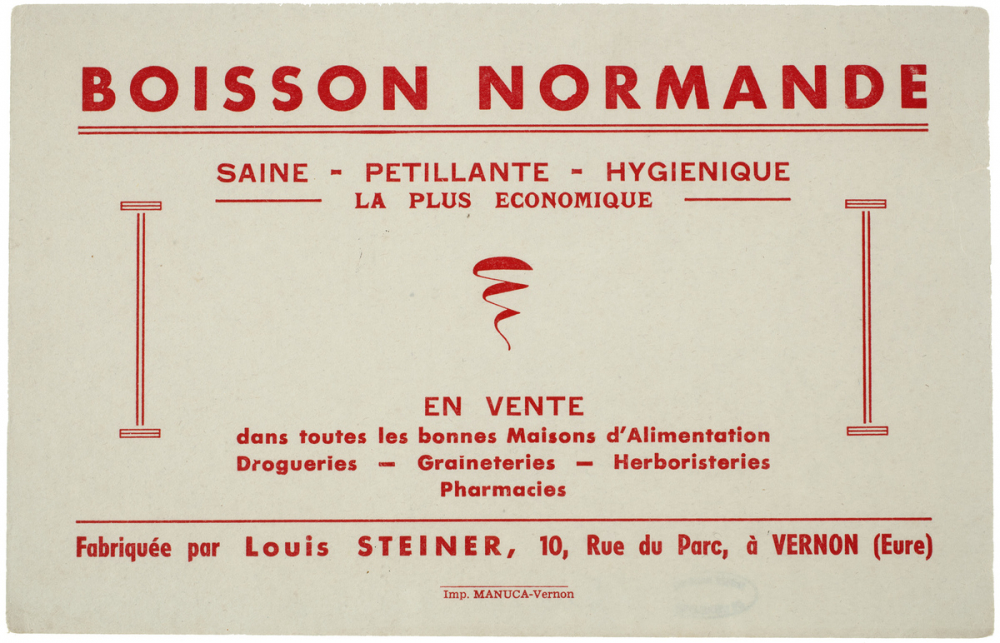 BOISSON NORMANDE
SAINE - PETILLANTE - HYGIENIQUE
LA PLUS ECONOMIQUE
EN VENTE
dans toutes les bonnes Maisons d'Alimentation
Drogueries — Graineteries — Herboristeries
Pharmacies
Fabriquée par Louis STEINER, 10, Rue du Parc, à VERNON (Eure)
Imp. MANUCA-Vernon